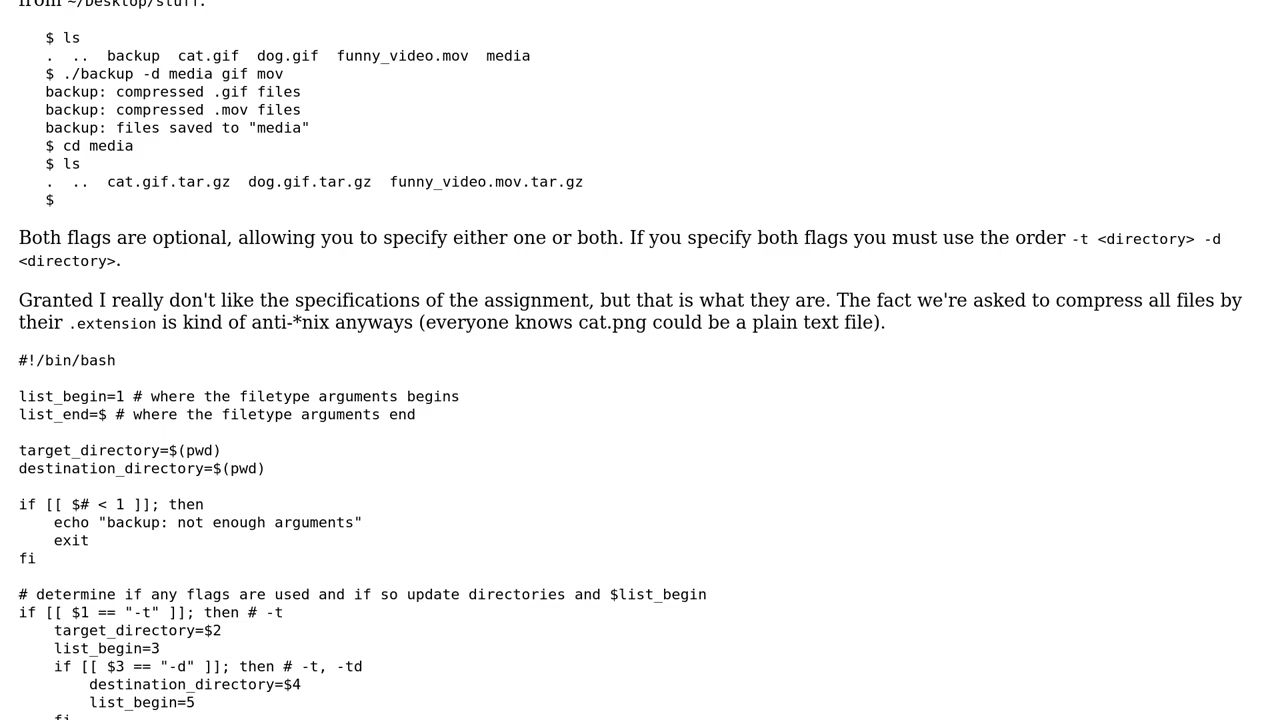 from ~/Desktop/stuff.
$ ls
.  ..  backup  cat.gif  dog.gif  funny_video.mov  media
$ ./backup -d media gif mov
backup: compressed .gif files
backup: compressed .mov files
backup: files saved to "media"
$ cd media
$ ls
.  ..  cat.gif.tar.gz  dog.gif.tar.gz  funny_video.mov.tar.gz
$
Both flags are optional, allowing you to specify either one or both. If you specify both flags you must use the order -t <directory> -d
<directory>.
Granted I really don't like the specifications of the assignment, but that is what they are. The fact we're asked to compress all files by
their .extension is kind of anti-*nix anyways (everyone knows cat.png could be a plain text file).
#!/bin/bash
list_begin=1 # where the filetype arguments begins
list_end=$ # where the filetype arguments end
target_directory=$(pwd)
destination_directory=$(pwd)
if [[ $# < 1 ]]; then
    echo "backup: not enough arguments"
    exit
fi
# determine if any flags are used and if so update directories and $list_begin
if [[ $1 == "-t" ]]; then # -t
    target_directory=$2
    list_begin=3
    if [[ $3 == "-d" ]]; then # -t, -td
        destination_directory=$4
        list_begin=5
    fi